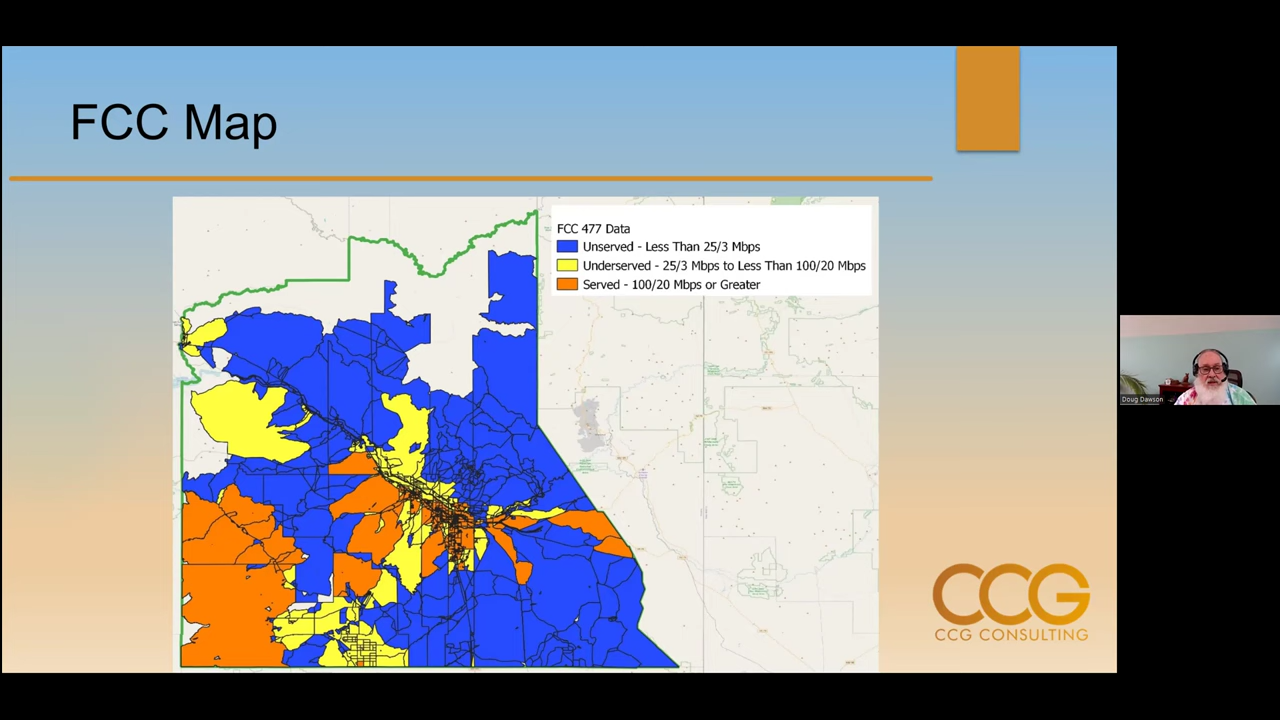 FCC Map
FCC 477 Data
Unserved - Less Than 25/3 Mbps
Underserved - 25/3 Mbps to Less Than 100/20 Mbps
Served - 100/20 Mbps or Greater
Doug Dawson
CCG
CCG CONSULTING